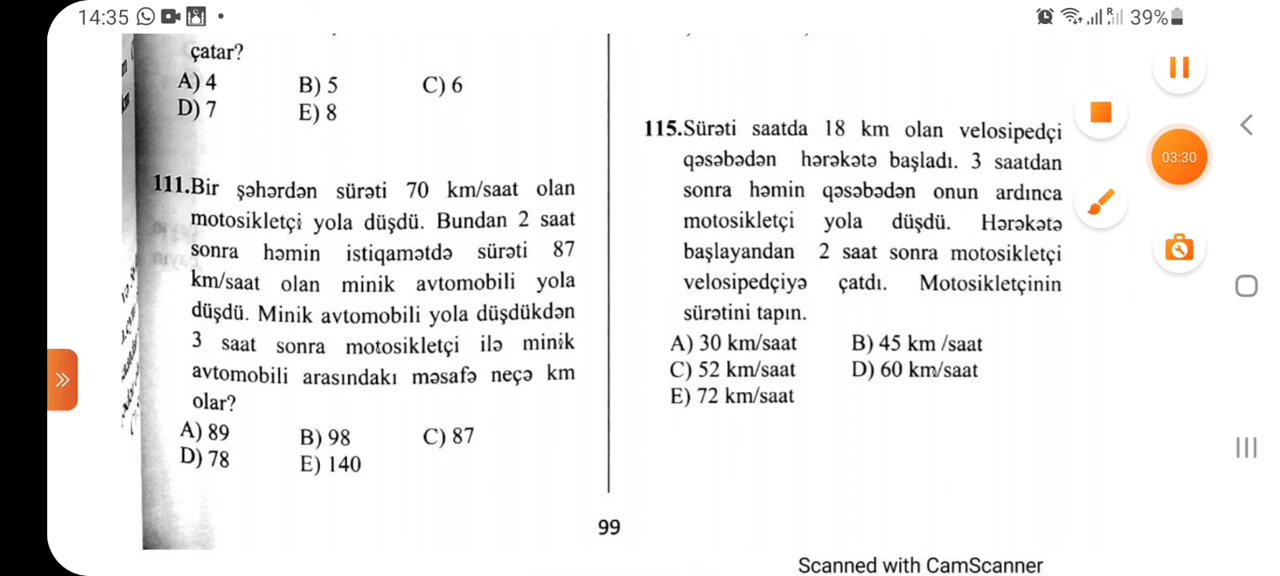 14:35
39%
çatar?
A) 4 B) 5 C) 6
D) 7 E) 8
111.Bir şəhərdən sürəti 70 km/saat olan
motosikletçi yola düşdü. Bundan 2 saat
sonra həmin istiqamətdə sürəti 87
km/saat olan minik avtomobili yola
düşdü. Minik avtomobili yola düşdükdən
3 saat sonra motosikletçi ilə minik
avtomobili arasındakı məsafə neçə km
olar?
A) 89 B) 98 C) 87
D) 78 E) 140
115.Sürəti saatda 18 km olan velosipedçi
qəsəbədən hərəkətə başladı. 3 saatdan
sonra həmin qəsəbədən onun ardınca
motosikletçi yola düşdü. Hərəkətə
başlayandan 2 saat sonra motosikletçi
velosipedçiyə çatdı. Motosikletçinin
sürətini tapın.
A) 30 km/saat B) 45 km /saat
C) 52 km/saat D) 60 km/saat
E) 72 km/saat
03:30
99
Scanned with CamScanner